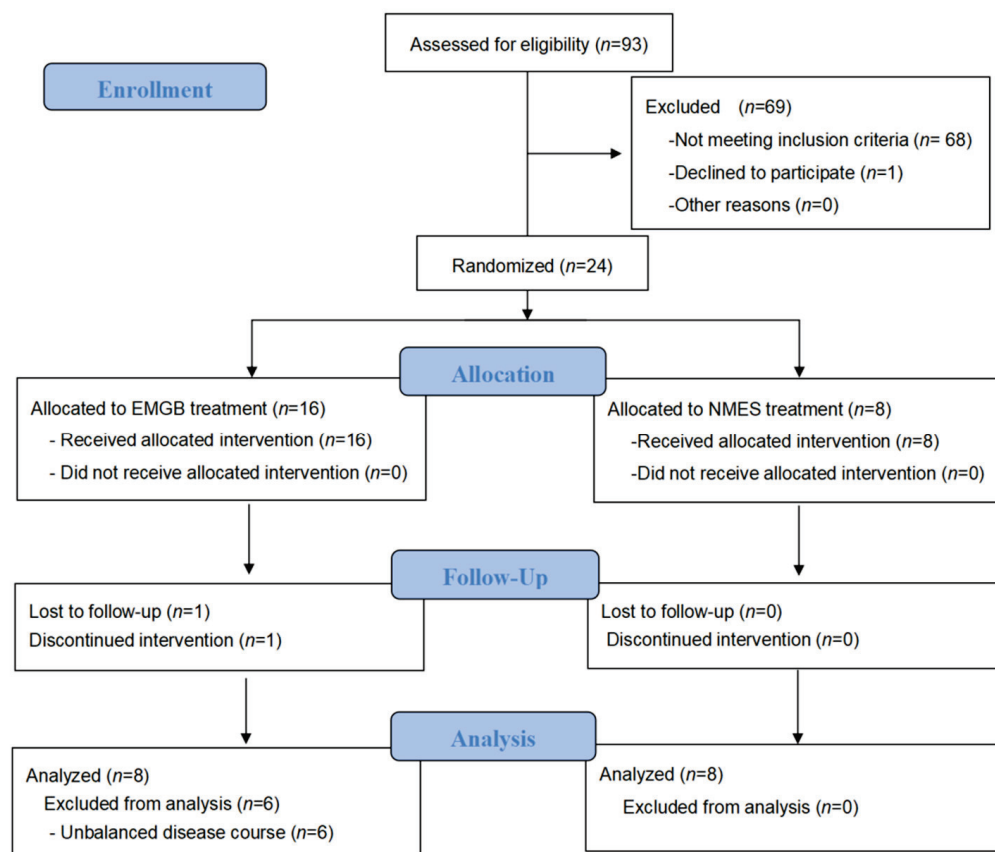 Assessed for eligibility (n=93)
Enrollment
Excluded (n=69)
-Not meeting inclusion criteria (n= 68)
-Declined to participate (n=1)
-Other reasons (n=0)
Randomized (n=24)
Allocation
Allocated to EMGB treatment (n=16)
- Received allocated intervention (n=16)
- Did not receive allocated intervention (n=0)
Allocated to NMES treatment (n=8)
-Received allocated intervention (n=8)
-Did not receive allocated intervention (n=0)
Follow-Up
Lost to follow-up (n=1)
Discontinued intervention (n=1)
Lost to follow-up (n=0)
Discontinued intervention (n=0)
Analysis
Analyzed (n=8)
Excluded from analysis (n=6)
- Unbalanced disease course (n=6)
Analyzed (n=8)
Excluded from analysis (n=0)